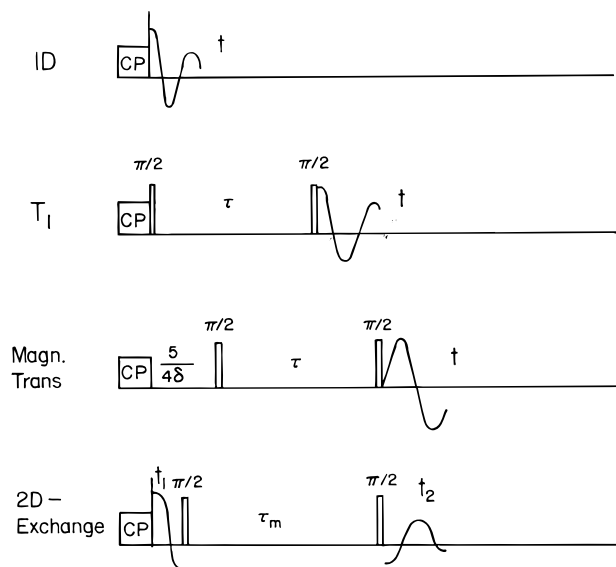 1D
CP
t
π/2
π/2
T₁
CP
τ
t
π/2
π/2
Magn.
Trans
CP
5/4δ
τ
t
2D-
Exchange
CP
t₁
π/2
τₘ
π/2
t₂